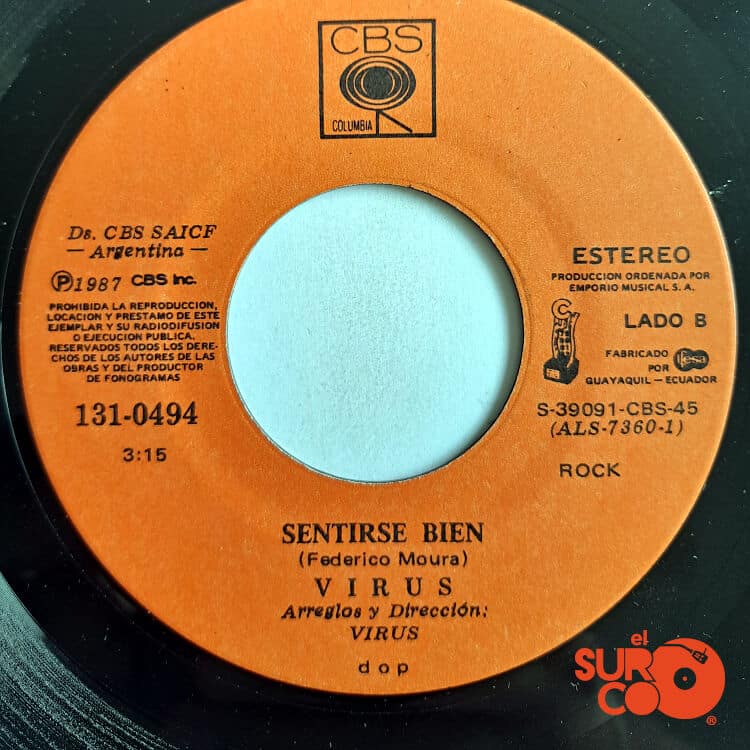 CBS
COLUMBIA
Ds. CBS SAICF
— Argentina —
Ⓟ1987 CBS Inc.
PROHIBIDA LA REPRODUCCION,
LOCACION Y PRESTAMO DE ESTE
EJEMPLAR Y SU RADIODIFUSION
O EJECUCION PUBLICA.
RESERVADOS TODOS LOS DERE-
CHOS DE LOS AUTORES DE LAS
OBRAS Y DEL PRODUCTOR
DE FONOGRAMAS
131-0494
3:15
ESTEREO
PRODUCCION ORDENADA POR
EMPORIO MUSICAL S.A.
LADO B
FABRICADO
POR
fesa
GUAYAQUIL — ECUADOR
S-39091-CBS-45
(ALS-7360-1)
ROCK
SENTIRSE BIEN
(Federico Moura)
VIRUS
Arreglos y Dirección:
VIRUS
dop
el
SUR
CO
®